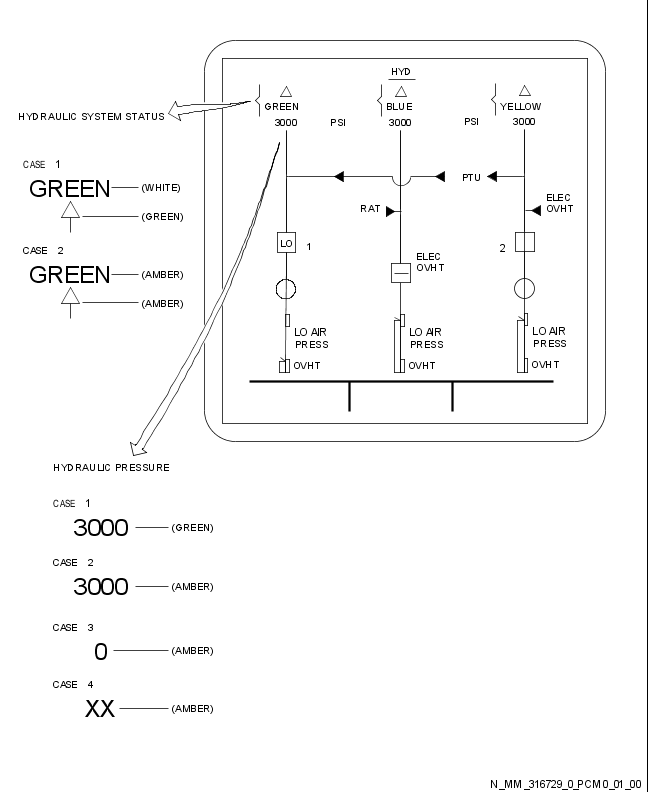 HYD
GREEN BLUE YELLOW
3000 PSI 3000 PSI 3000
HYDRAULIC SYSTEM STATUS
CASE 1
GREEN (WHITE)
(GREEN)
CASE 2
GREEN (AMBER)
(AMBER)
PTU
RAT
ELEC
OVHT
LO 1
2
ELEC
OVHT
LO AIR
PRESS
OVHT
LO AIR
PRESS
OVHT
LO AIR
PRESS
OVHT
HYDRAULIC PRESSURE
CASE 1
3000 (GREEN)
CASE 2
3000 (AMBER)
CASE 3
0 (AMBER)
CASE 4
XX (AMBER)
N_MM_316729_0_PCM0_01_00